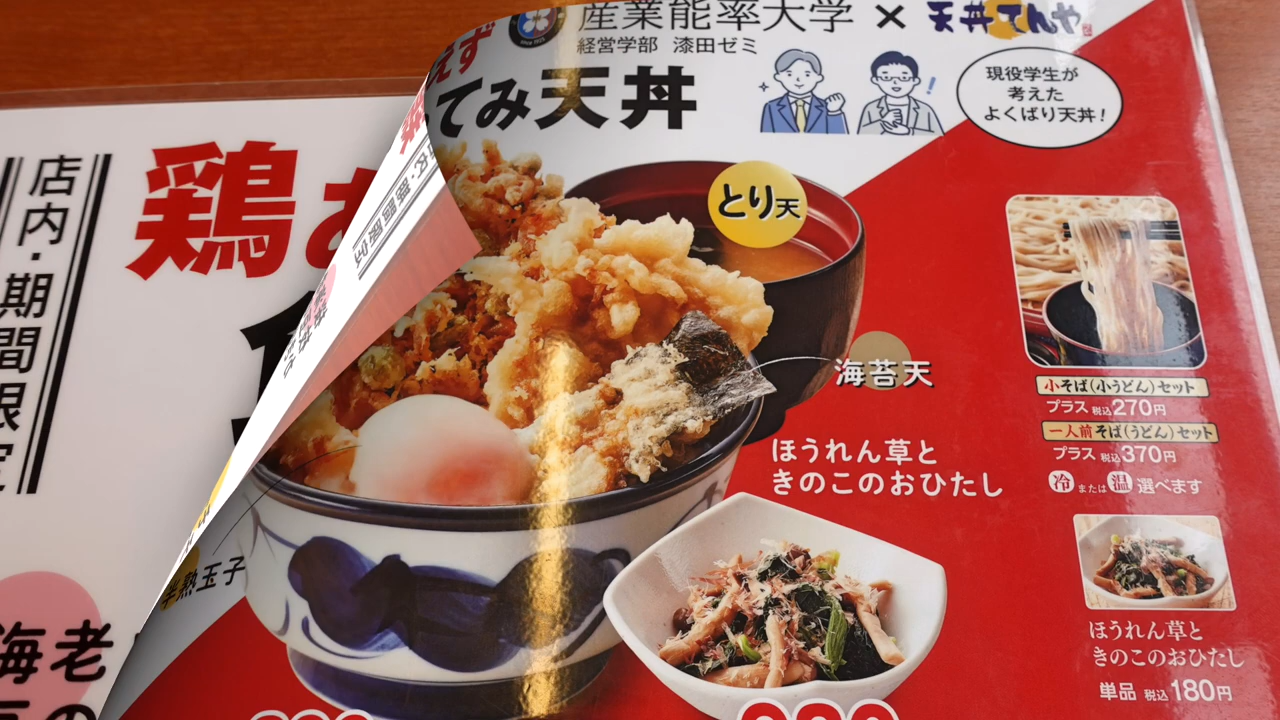 産業能率大学 × 天丼てんや
経営学部 漆田ゼミ
えず
てみ天丼
現役学生が
考えた
よくばり天丼!
とり天
海苔天
ほうれん草と
きのこのおひたし
半熟玉子
小そば(小うどん)セット
プラス 税込270円
一人前そば(うどん)セット
プラス 税込370円
冷 または 温 選べます
ほうれん草と
きのこのおひたし
単品 税込180円
鶏
店内・期間限定
海老